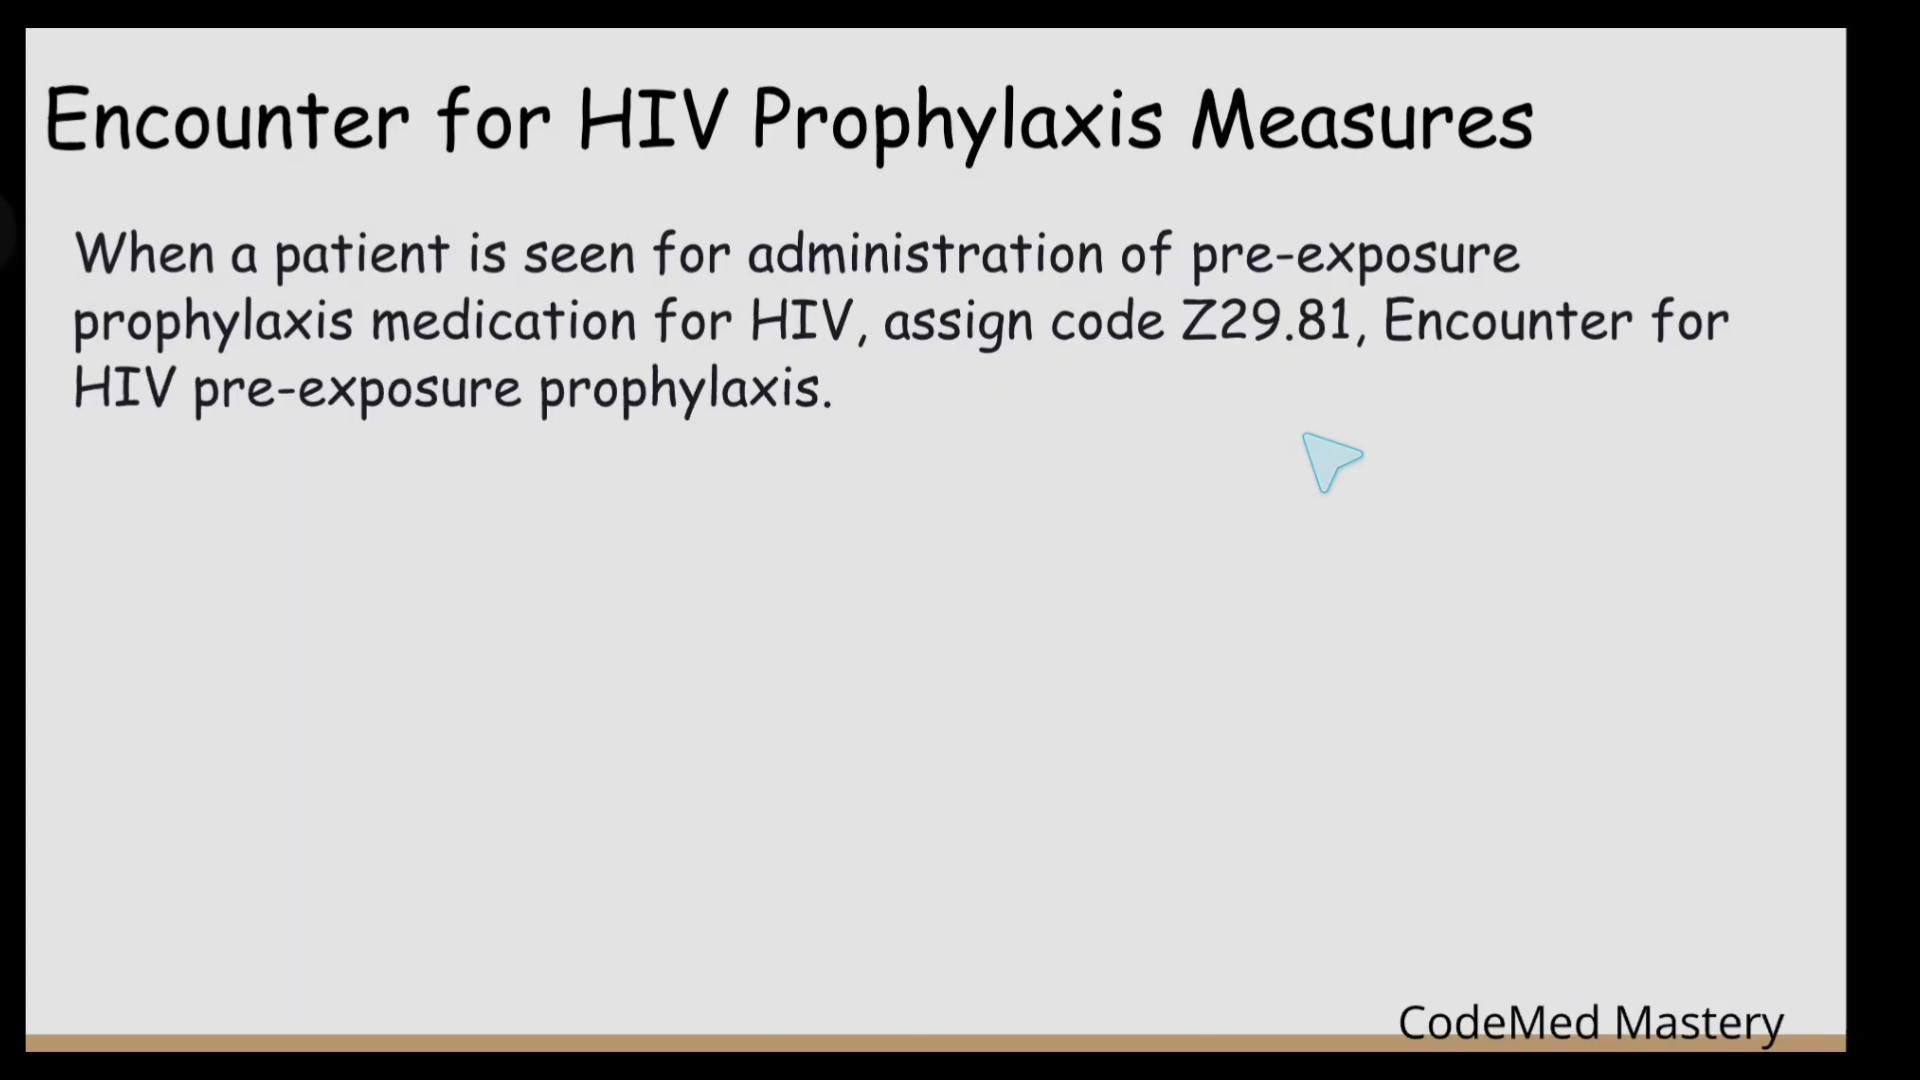 Encounter for HIV Prophylaxis Measures
When a patient is seen for administration of pre-exposure
prophylaxis medication for HIV, assign code Z29.81, Encounter for
HIV pre-exposure prophylaxis.
CodeMed Mastery